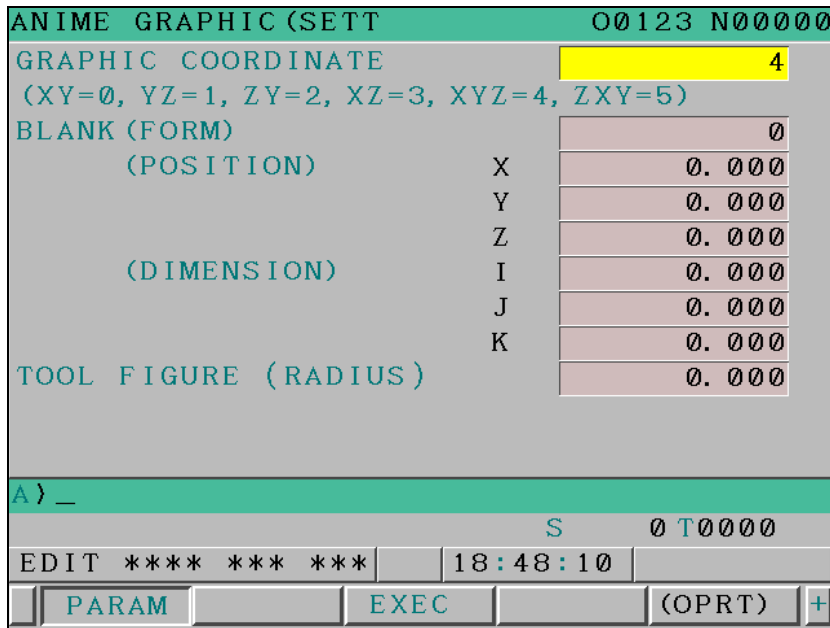 ANIME GRAPHIC(SETT O0123 N00000
GRAPHIC COORDINATE 4
(XY=0, YZ=1, ZY=2, XZ=3, XYZ=4, ZXY=5)
BLANK(FORM) 0
(POSITION) X 0.000
Y 0.000
Z 0.000
(DIMENSION) I 0.000
J 0.000
K 0.000
TOOL FIGURE (RADIUS) 0.000
A)_
S 0 T0000
EDIT **** *** *** 18:48:10
PARAM EXEC (OPRT) +